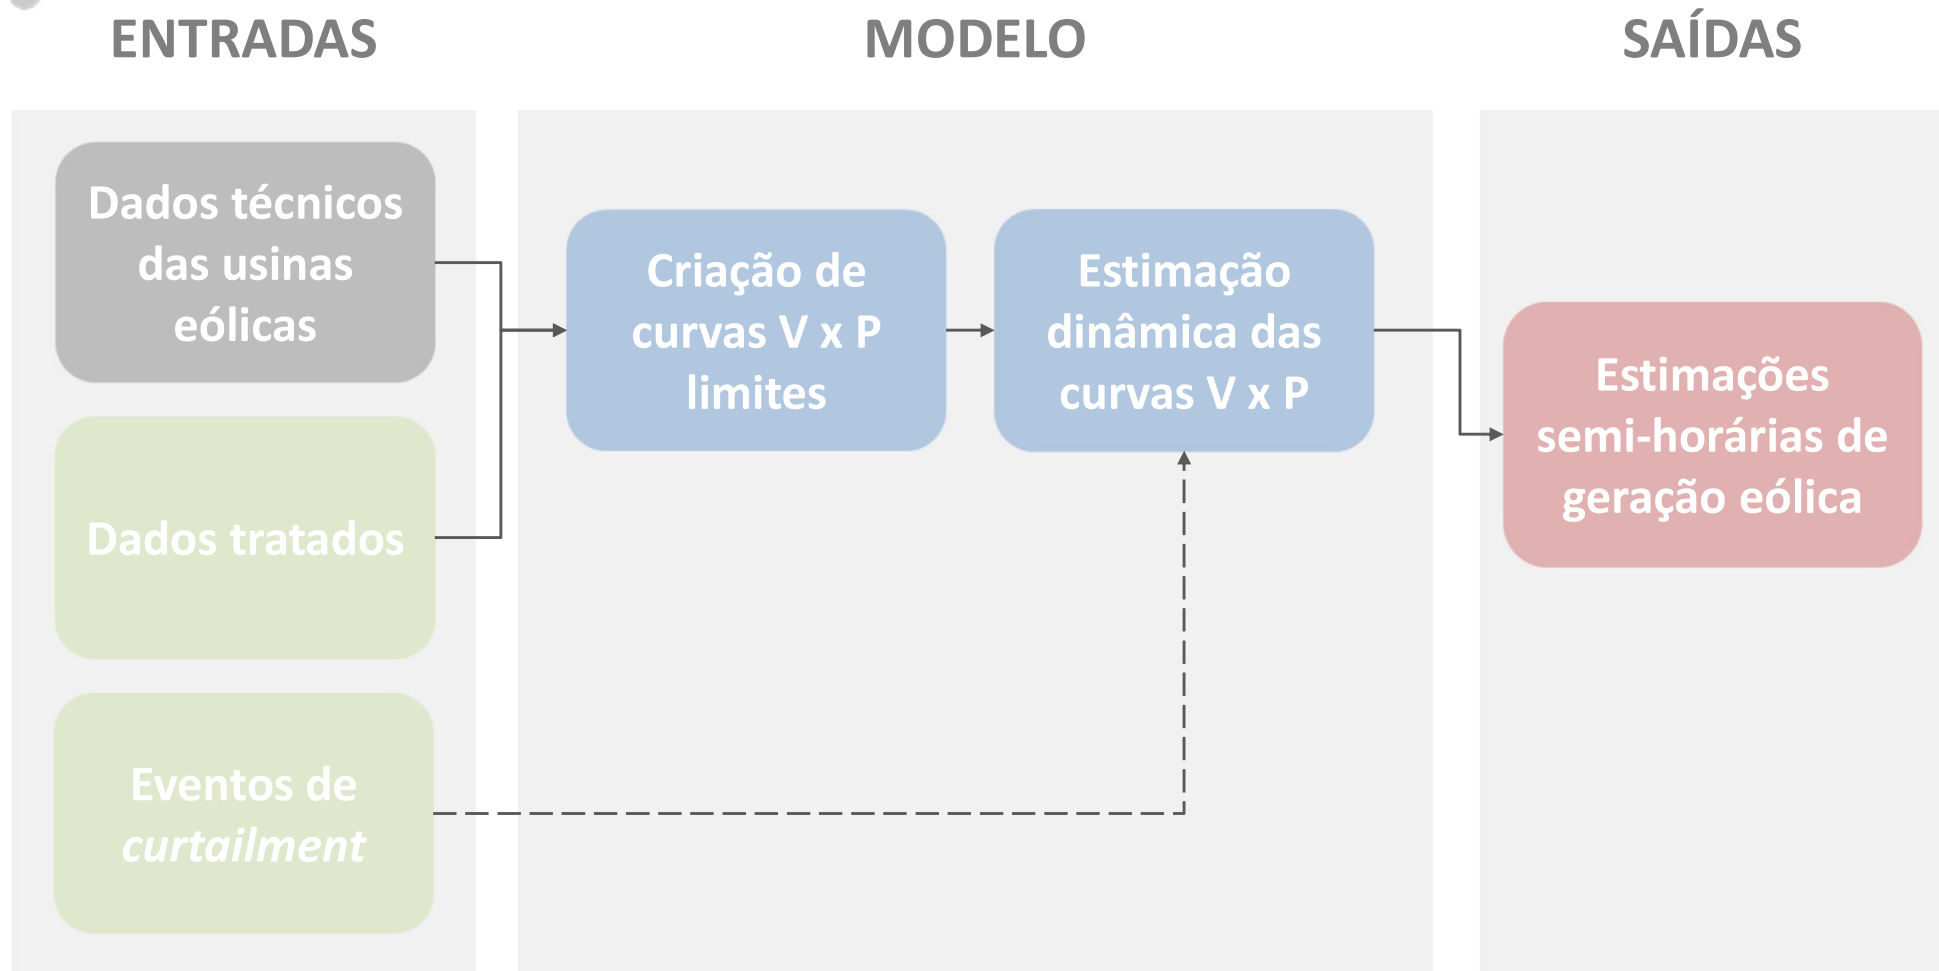 ENTRADAS
MODELO
SAÍDAS
Dados técnicos
das usinas
eólicas
Dados tratados
Eventos de
curtailment
Criação de
curvas V x P
limites
Estimação
dinâmica das
curvas V x P
Estimações
semi-horárias de
geração eólica